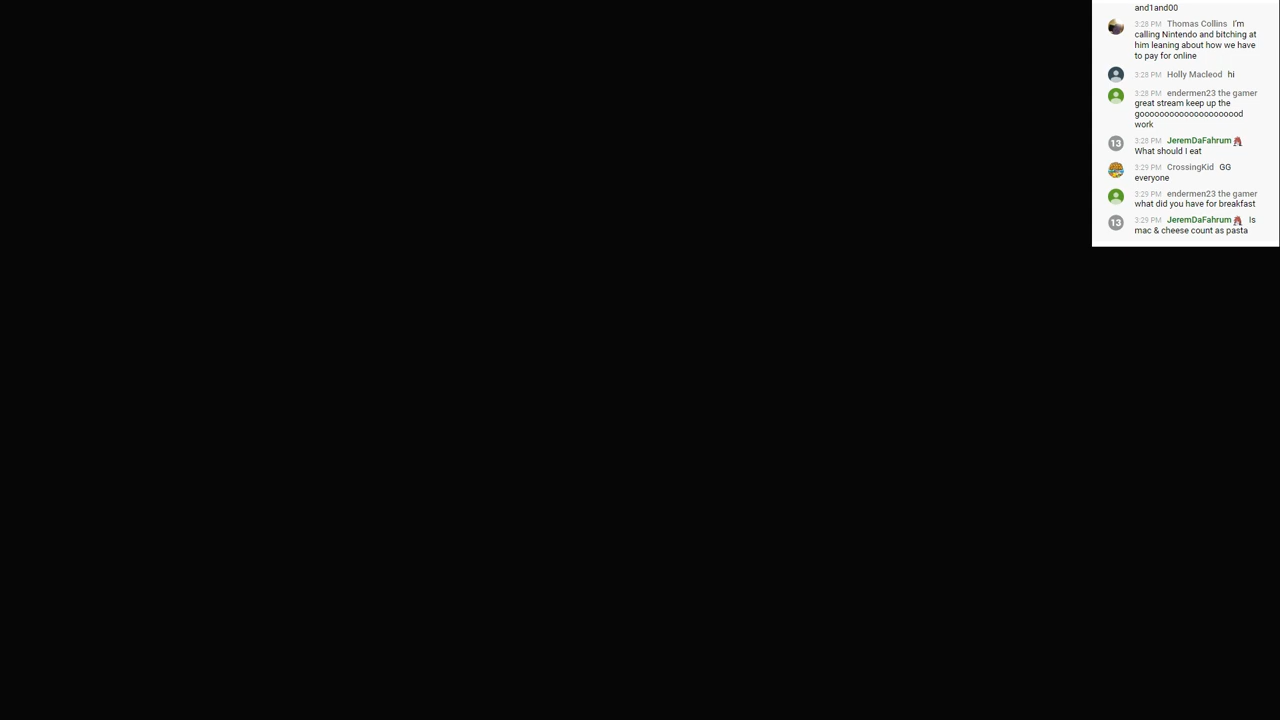 and1and00
3:28 PM Thomas Collins I'm
calling Nintendo and bitching at
him leaning about how we have
to pay for online
3:28 PM Holly Macleod hi
3:28 PM endermen23 the gamer
great stream keep up the
goooooooooooooooooooood
work
13 3:28 PM JeremDaFahrum
What should I eat
3:29 PM CrossingKid GG
everyone
3:29 PM endermen23 the gamer
what did you have for breakfast
13 3:29 PM JeremDaFahrum Is
mac & cheese count as pasta